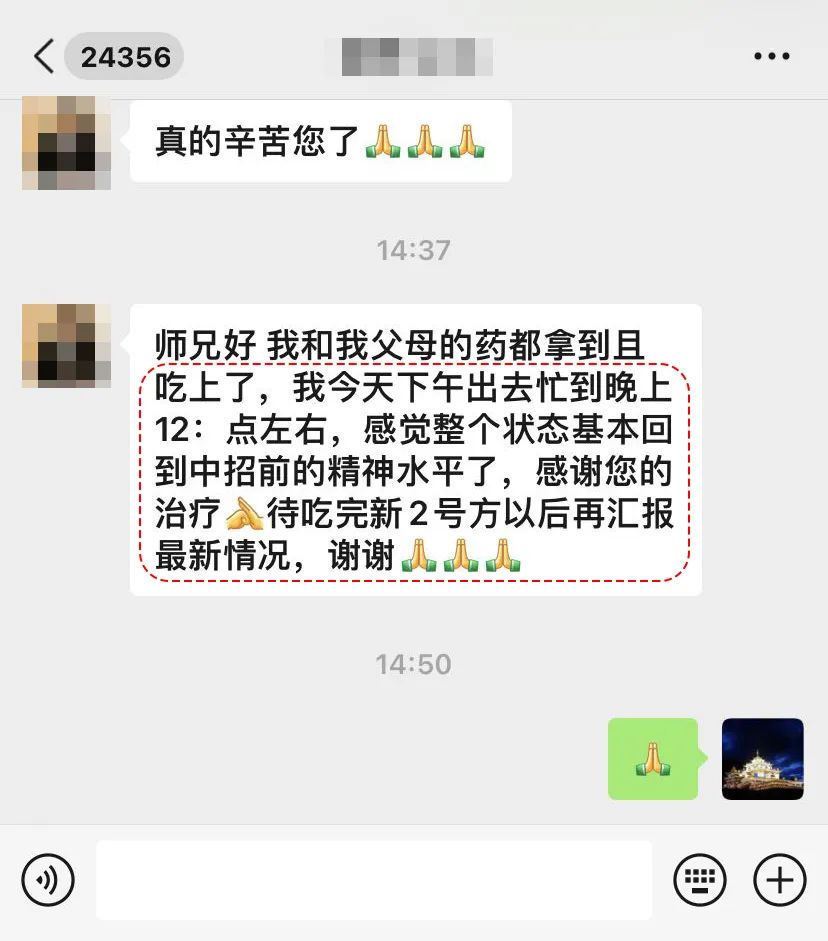 24356
真的辛苦您了🙏🙏🙏
14:37
师兄好 我和我父母的药都拿到且
吃上了，我今天下午出去忙到晚上
12：点左右，感觉整个状态基本回
到中招前的精神水平了，感谢您的
治疗🫱待吃完新2号方以后再汇报
最新情况，谢谢🙏🙏🙏
14:50
🙏